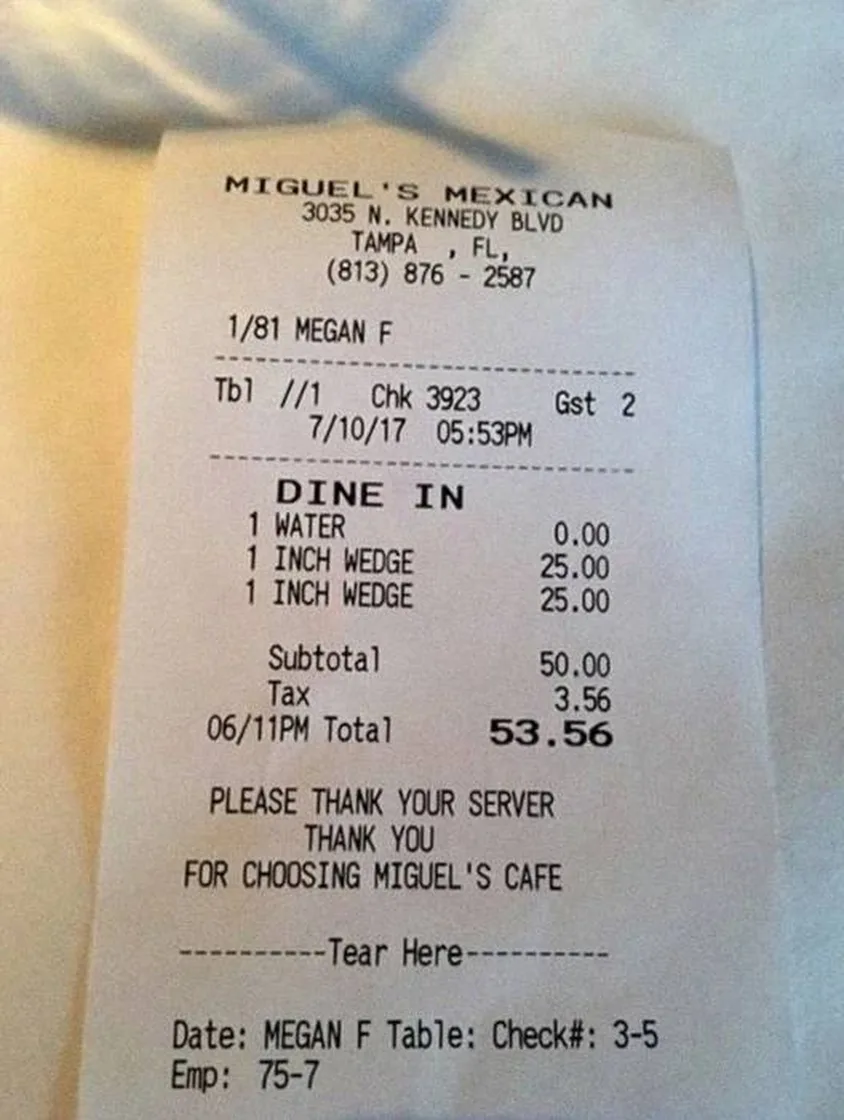 MIGUEL'S MEXICAN
3035 N. KENNEDY BLVD
TAMPA , FL,
(813) 876 - 2587
1/81 MEGAN F
--------------------------------
Tbl //1 Chk 3923 Gst 2
7/10/17 05:53PM
--------------------------------
DINE IN
1 WATER 0.00
1 INCH WEDGE 25.00
1 INCH WEDGE 25.00
Subtotal 50.00
Tax 3.56
06/11PM Total 53.56
PLEASE THANK YOUR SERVER
THANK YOU
FOR CHOOSING MIGUEL'S CAFE
----------Tear Here----------
Date: MEGAN F Table: Check#: 3-5
Emp: 75-7